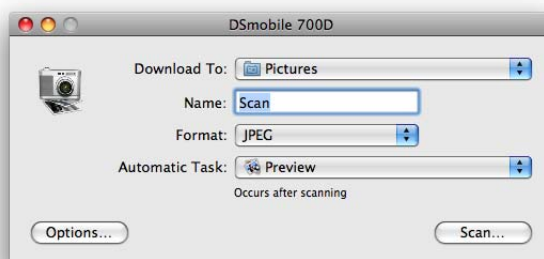 DSmobile 700D
Download To: Pictures
Name: Scan
Format: JPEG
Automatic Task: Preview
Occurs after scanning
Options... Scan...